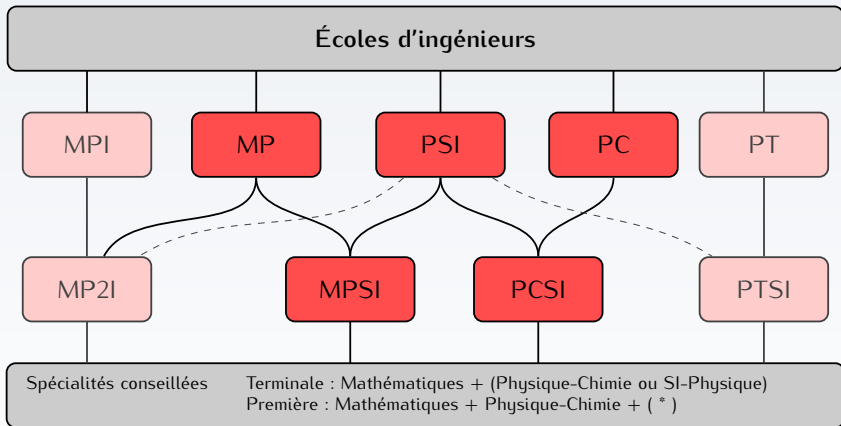 Écoles d'ingénieurs
MPI MP PSI PC PT
MP2I MPSI PCSI PTSI
Spécialités conseillées Terminale : Mathématiques + (Physique-Chimie ou SI-Physique)
Première : Mathématiques + Physique-Chimie + ( * )